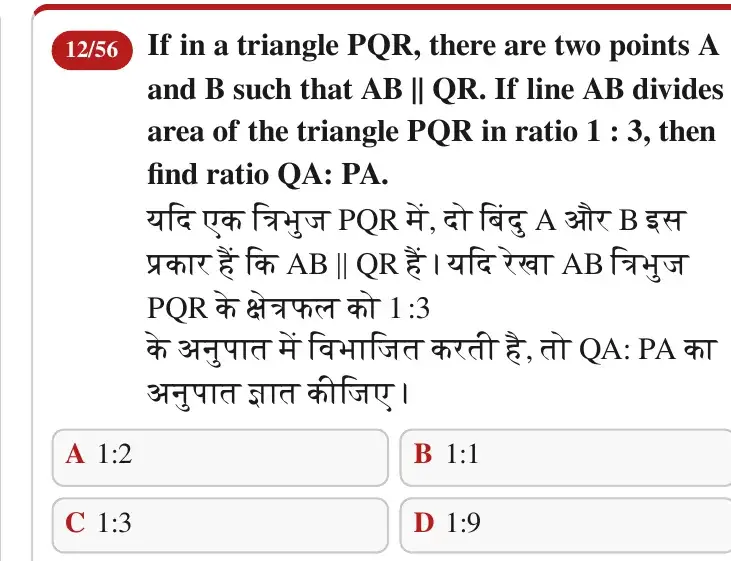 12/56 If in a triangle PQR, there are two points A
and B such that AB || QR. If line AB divides
area of the triangle PQR in ratio 1 : 3, then
find ratio QA: PA.
यदि एक त्रिभुज PQR में, दो बिंदु A और B इस
प्रकार हैं कि AB || QR हैं। यदि रेखा AB त्रिभुज
PQR के क्षेत्रफल को 1:3
के अनुपात में विभाजित करती है, तो QA: PA का
अनुपात ज्ञात कीजिए।
A 1:2
B 1:1
C 1:3
D 1:9